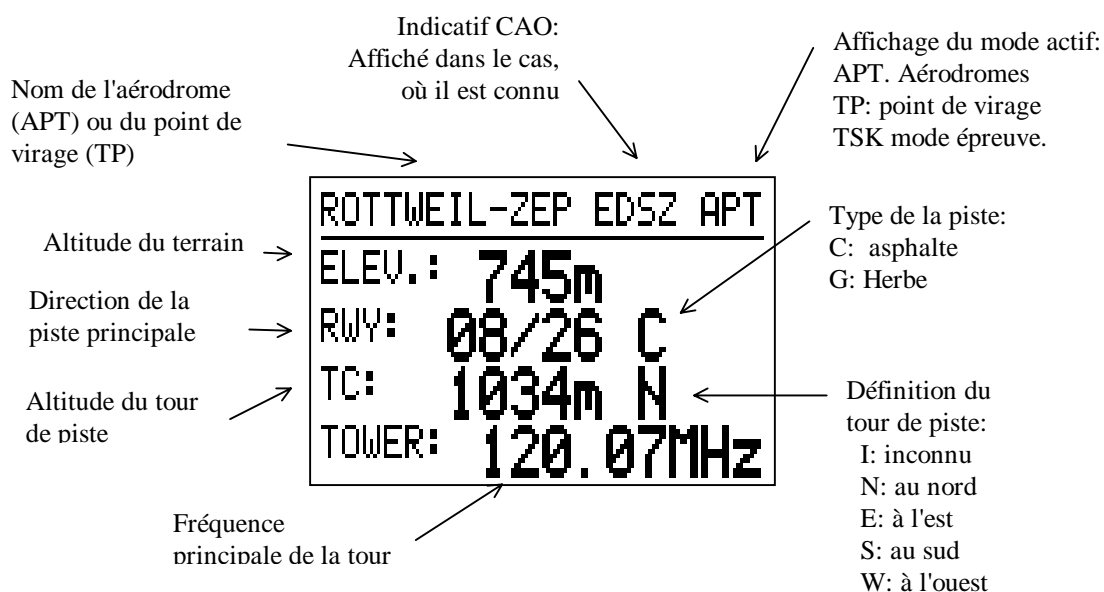 Indicatif CAO:
Affiché dans le cas,
où il est connu
Affichage du mode actif:
APT. Aérodromes
TP: point de virage
TSK mode épreuve.
Nom de l'aérodrome
(APT) ou du point de
virage (TP)
ROTTWEIL-ZEP EDSZ APT
ELEV.: 745m
RWY: 08/26 C
TC: 1034m N
TOWER: 120.07MHz
Altitude du terrain
Direction de la
piste principale
Altitude du tour
de piste
Fréquence
principale de la tour
Type de la piste:
C: asphalte
G: Herbe
Définition du
tour de piste:
I: inconnu
N: au nord
E: à l'est
S: au sud
W: à l'ouest